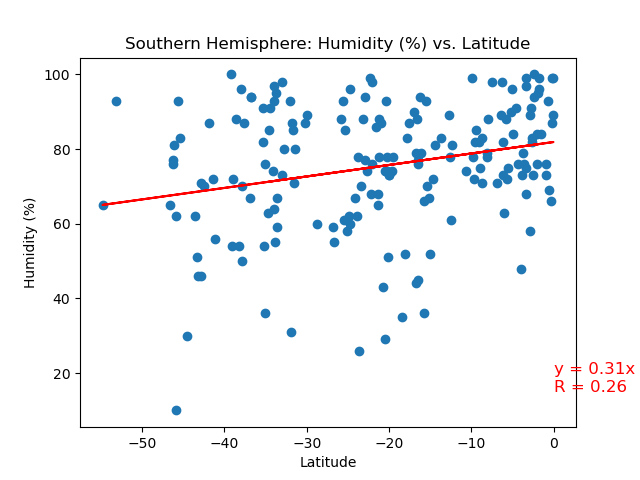 Southern Hemisphere: Humidity (%) vs. Latitude
100
80
60
40
20
Humidity (%)
−50
−40
−30
−20
−10
0
Latitude
y = 0.31x
R = 0.26